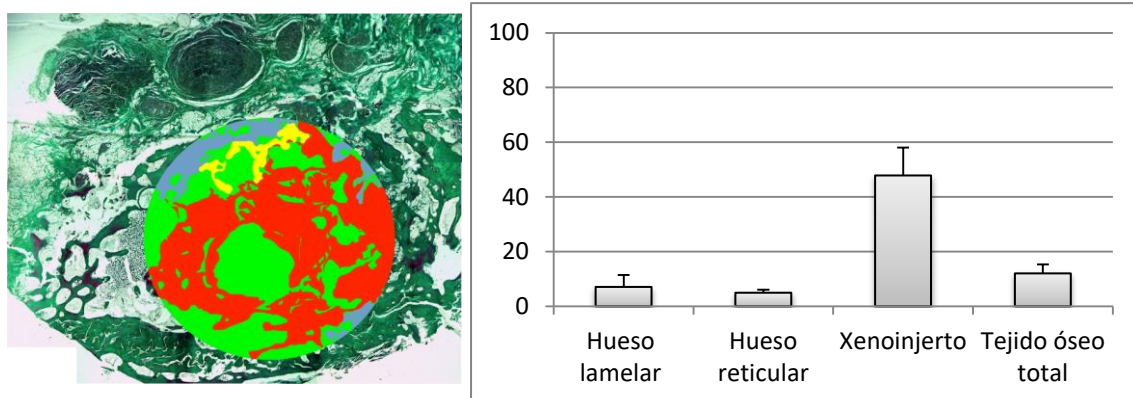 100
80
60
40
20
0
Hueso lamelar
Hueso reticular
Xenoinjerto
Tejido óseo total